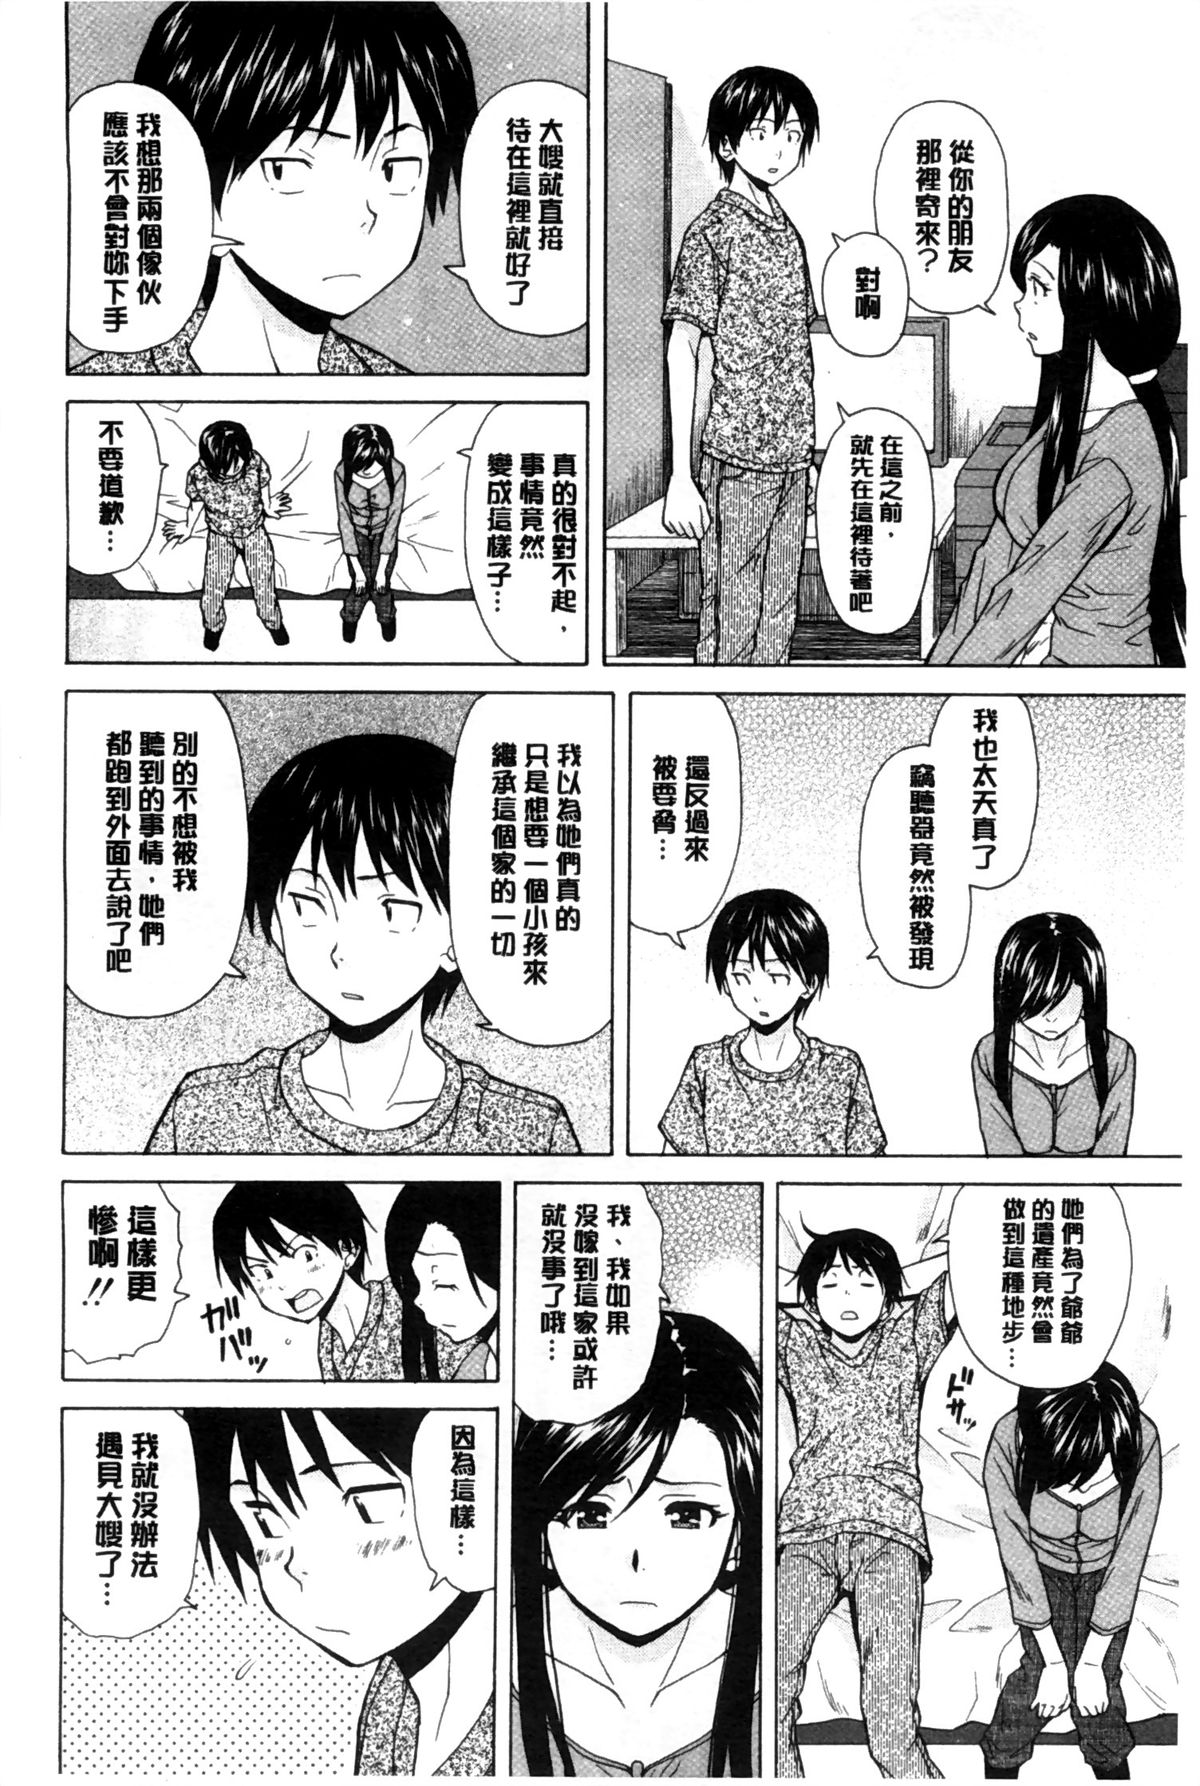 從你的朋友
那裡寄來？
對啊
在這之前，
就先在這裡待著吧
大嫂就直接
待在這裡就好了
我想那兩個傢伙
應該不會對妳下手
真的很對不起，
事情竟然
變成這樣子…
不要道歉…
我也太天真了
竊聽器竟然被發現
還反過來
被要脅…
我以為她們真的
只是想要一個小孩來
繼承這個家的一切
別的不想被我
聽到的事情，她們
都跑到外面去說了吧
她們為了爺爺
的遺產竟然會
做到這種地步…
ドサッ
我、我如果
沒嫁到這家或許
就沒事了哦…
這樣更
慘啊!!
ガバッ
因為這樣…
我就沒辦法
遇見大嫂了…